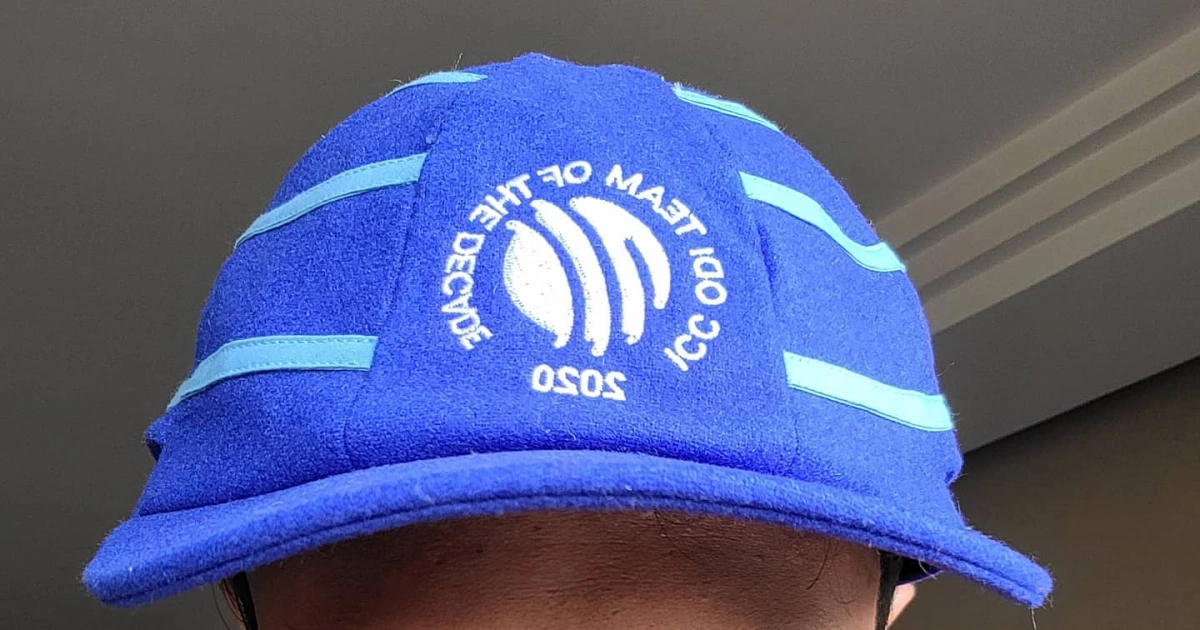 ICC ODI TEAM OF THE DECADE
2020